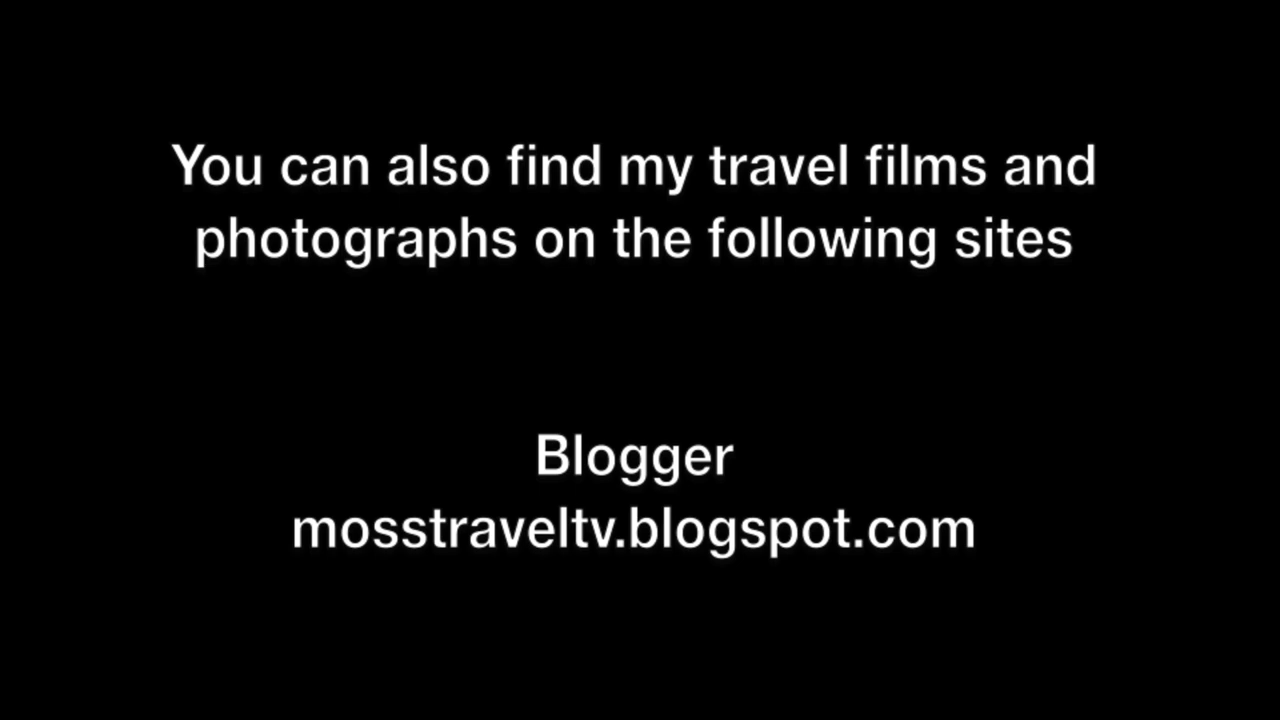 You can also find my travel films and
photographs on the following sites
Blogger
mosstraveltv.blogspot.com